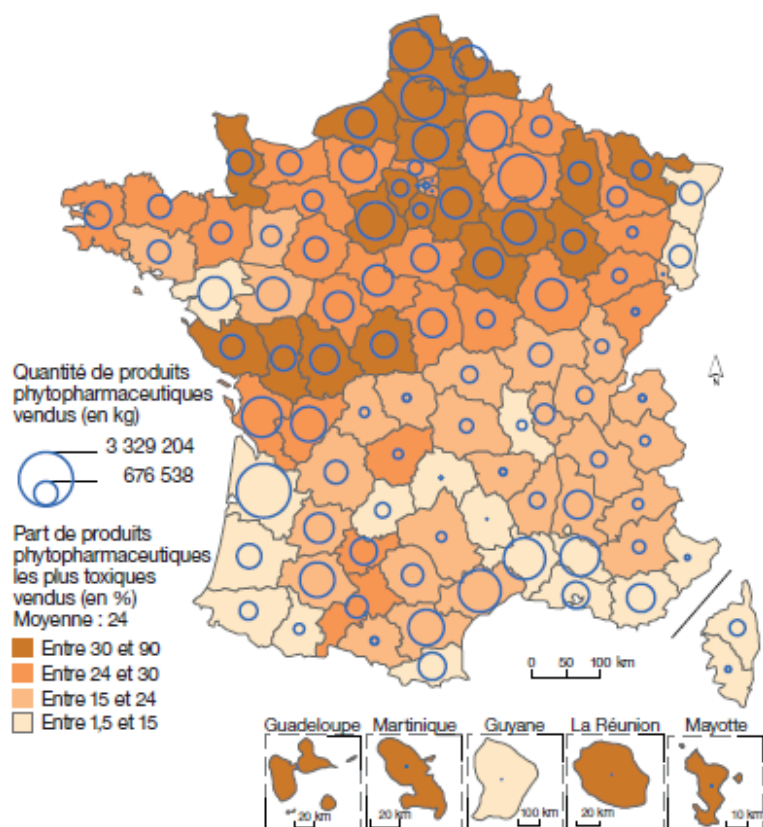 N
Quantité de produits
phytopharmaceutiques
vendus (en kg)
3 329 204
676 538
Part de produits
phytopharmaceutiques
les plus toxiques
vendus (en %)
Moyenne : 24
Entre 30 et 90
Entre 24 et 30
Entre 15 et 24
Entre 1,5 et 15
0 50 100 km
Guadeloupe
20 km
Martinique
20 km
Guyane
100 km
La Réunion
20 km
Mayotte
10 km